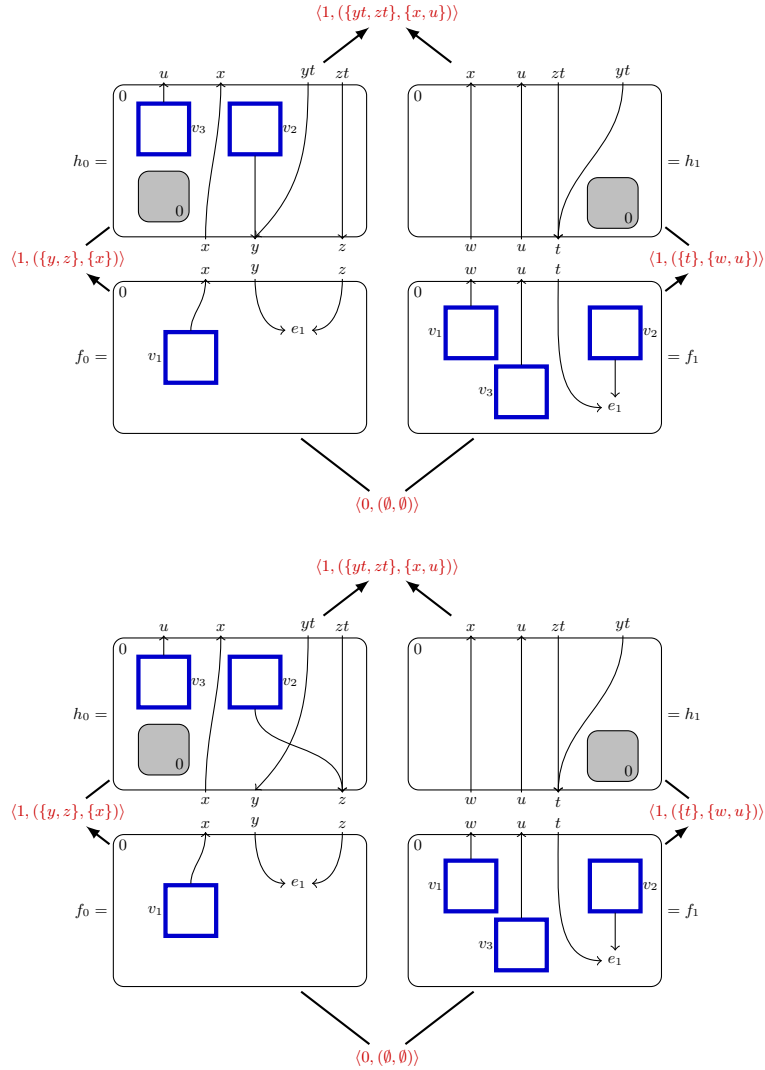 ⟨1, ({yt, zt}, {x, u})⟩
u x yt zt x u zt yt
0 0
v₃ v₂
h₀ = = h₁
0 0
x y z w u t
⟨1, ({y, z}, {x})⟩ ⟨1, ({t}, {w, u})⟩
x y z w u t
0 0
e₁ v₁ v₂
f₀ = v₁ = f₁
v₃
e₁
⟨0, (∅, ∅)⟩
⟨1, ({yt, zt}, {x, u})⟩
u x yt zt x u zt yt
0 0
v₃ v₂
h₀ = = h₁
0 0
x y z w u t
⟨1, ({y, z}, {x})⟩ ⟨1, ({t}, {w, u})⟩
x y z w u t
0 0
e₁ v₁ v₂
f₀ = v₁ = f₁
v₃
e₁
⟨0, (∅, ∅)⟩